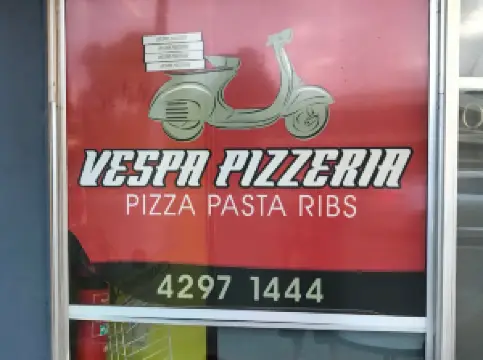 VESPA PIZZERIA
PIZZA PASTA RIBS
4297 1444